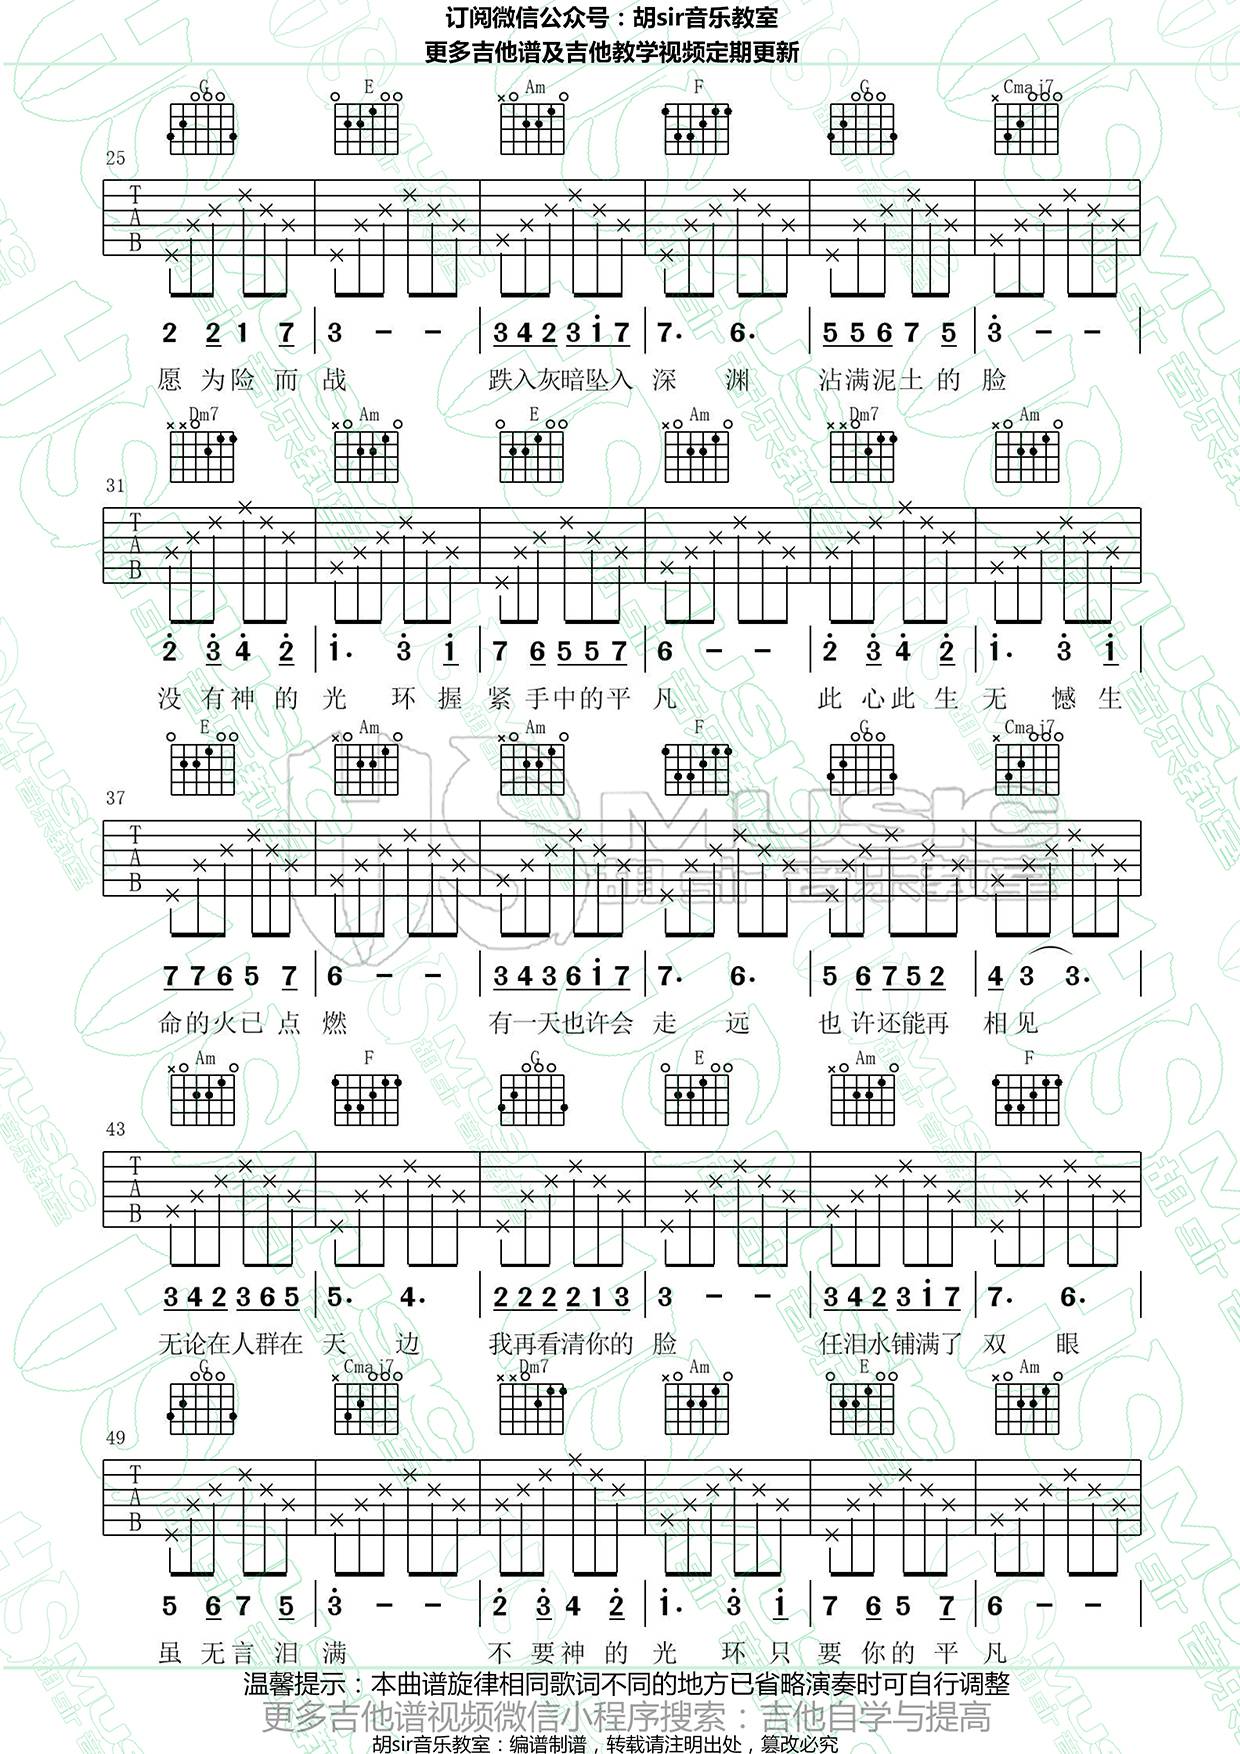 订阅微信公众号：胡sir音乐教室
更多吉他谱及吉他教学视频定期更新
G E Am F G Cmaj7
25
T
A
B
2 2 1 7 | 3 - - | 3 4 2 3 i 7 | 7. 6. | 5 5 6 7 5 | 3 - -
愿 为 险 而 战 跌入灰暗坠入 深 渊 沾满泥土 的 脸
Dm7 Am E Am Dm7 Am
31
T
A
B
2 3 4 2 | i. 3 i | 7 6 5 5 7 | 6 - - | 2 3 4 2 | i. 3 i
没 有 神 的 光 环 握 紧 手中的平 凡 此 心 此 生 无 憾 生
E Am Am F G Cmaj7
37
T
A
B
7 7 6 5 7 | 6 - - | 3 4 3 6 i 7 | 7. 6. | 5 6 7 5 2 | 4 3 3.
命的火已 点 燃 有一天也许会 走 远 也 许还能再 相 见
Am F G E Am F
43
T
A
B
3 4 2 3 6 5 | 5. 4. | 2 2 2 2 1 3 | 3 - - | 3 4 2 3 i 7 | 7. 6.
无论在人群在 天 边 我再看清你的 脸 任泪水铺满了 双 眼
G Cmaj7 Dm7 Am E Am
49
T
A
B
5 6 7 5 | 3 - - | 2 3 4 2 | i. 3 i | 7 6 5 7 | 6 - -
虽 无 言 泪 满 不 要 神 的 光 环 只 要 你 的 平 凡
温馨提示：本曲谱旋律相同歌词不同的地方已省略演奏时可自行调整
更多吉他谱视频微信小程序搜索：吉他自学与提高
胡sir音乐教室：编谱制谱，转载请注明出处，篡改必究
HS MUSIC
胡 sir 音乐教室